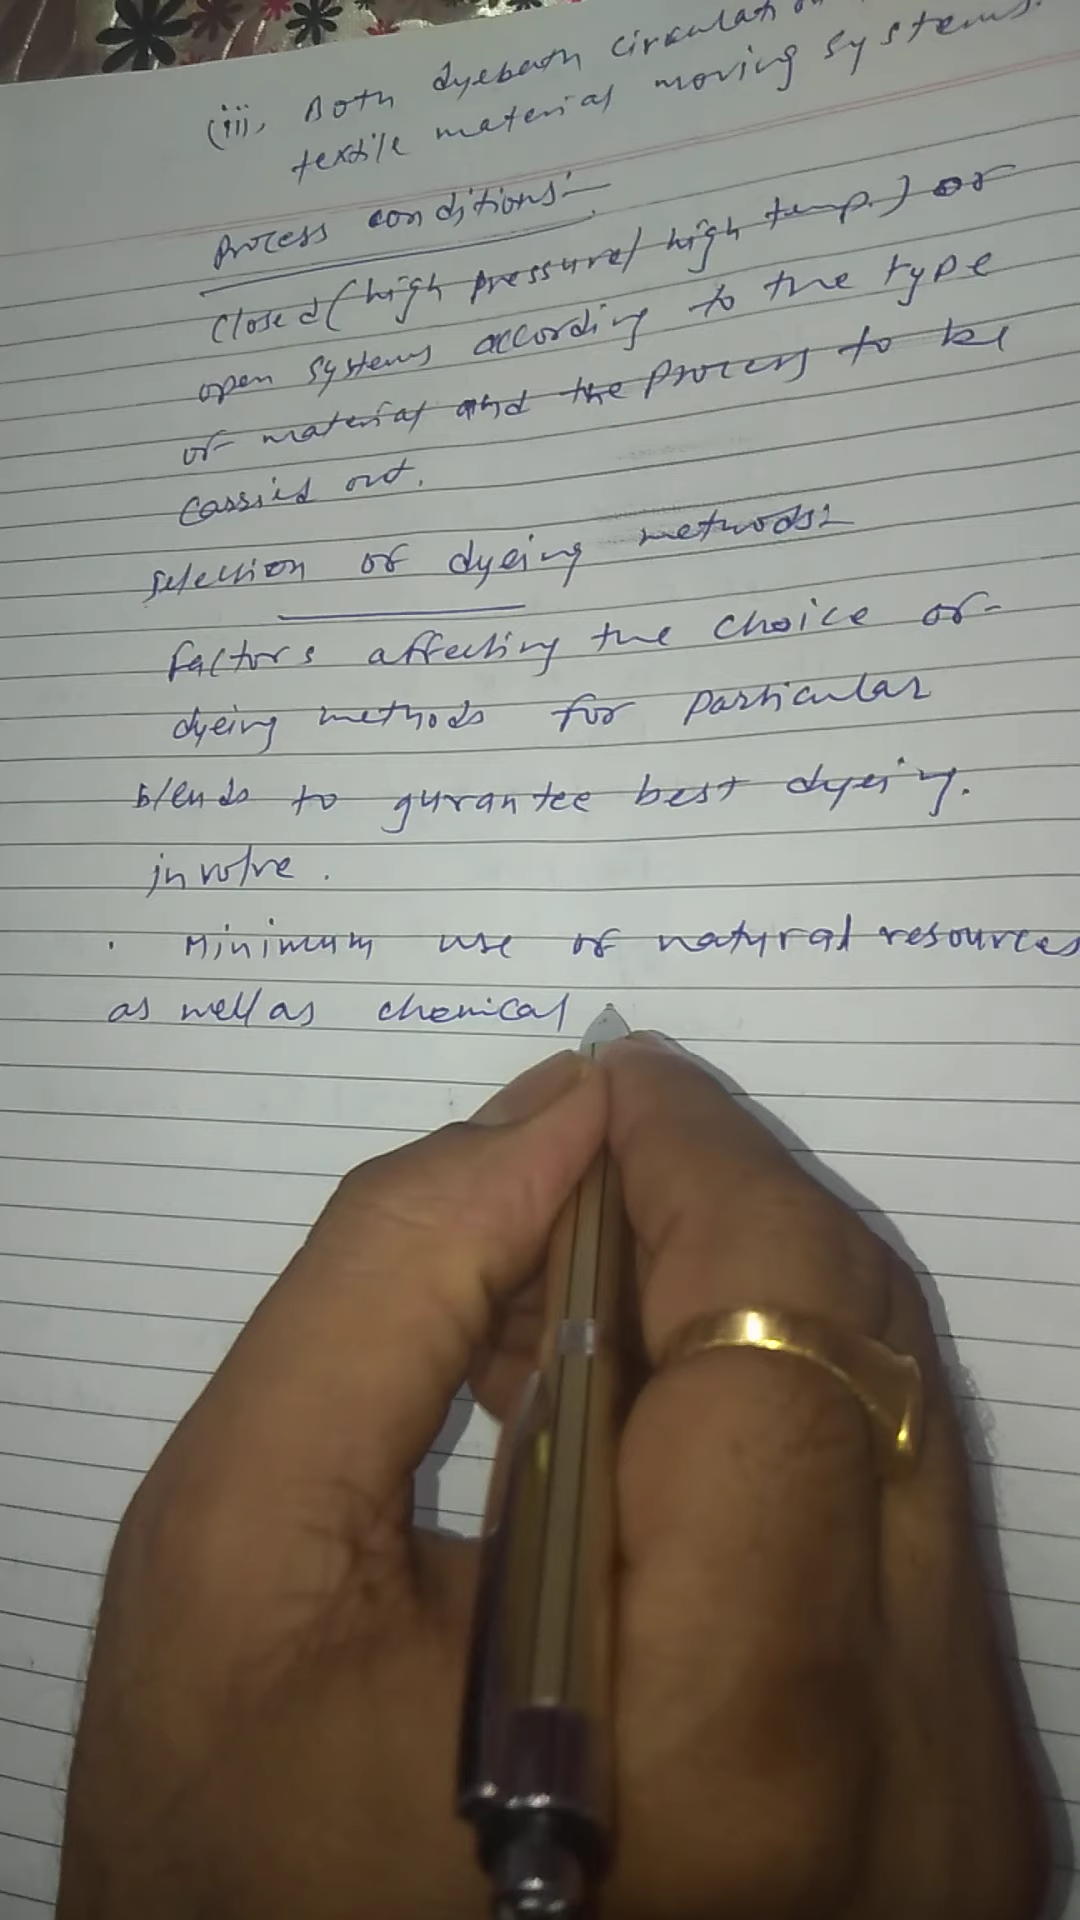 (iii, Both dyebath circulation
textile material moving systems.
Process conditions:-
closed (high pressure/ high temp.) or
open systems according to the type
of material and the process to be
carried out.
selection of dyeing methods:
factors affecting the choice of
dyeing methods for particular
blends to gurantee best dyeing.
involve.
. Minimum use of natural resources
as well as chemical